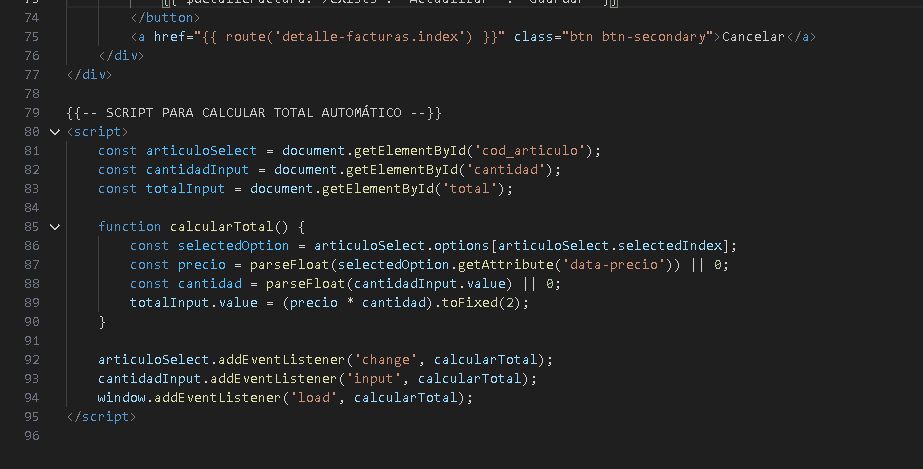 74 </button>
75 <a href="{{ route('detalle-facturas.index') }}" class="btn btn-secondary">Cancelar</a>
76 </div>
77 </div>
78
79 {{-- SCRIPT PARA CALCULAR TOTAL AUTOMÁTICO --}}
80 <script>
81 const articuloSelect = document.getElementById('cod_articulo');
82 const cantidadInput = document.getElementById('cantidad');
83 const totalInput = document.getElementById('total');
84
85 function calcularTotal() {
86 const selectedOption = articuloSelect.options[articuloSelect.selectedIndex];
87 const precio = parseFloat(selectedOption.getAttribute('data-precio')) || 0;
88 const cantidad = parseFloat(cantidadInput.value) || 0;
89 totalInput.value = (precio * cantidad).toFixed(2);
90 }
91
92 articuloSelect.addEventListener('change', calcularTotal);
93 cantidadInput.addEventListener('input', calcularTotal);
94 window.addEventListener('load', calcularTotal);
95 </script>
96